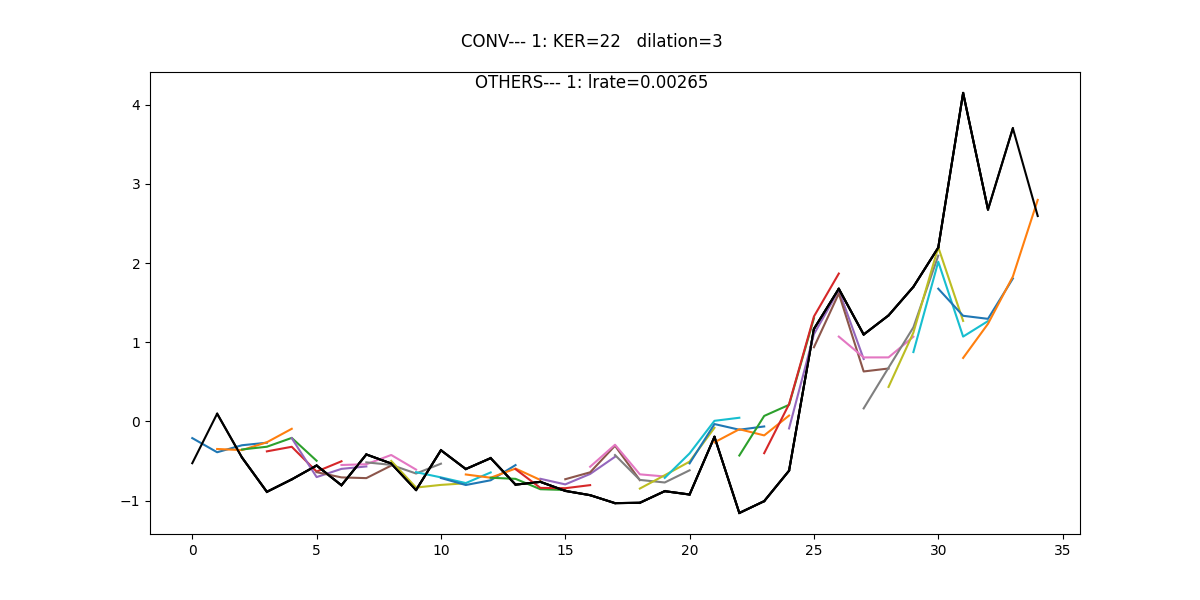 CONV--- 1: KER=22   dilation=3
OTHERS--- 1: lrate=0.00265
4
3
2
1
0
−1
0 5 10 15 20 25 30 35